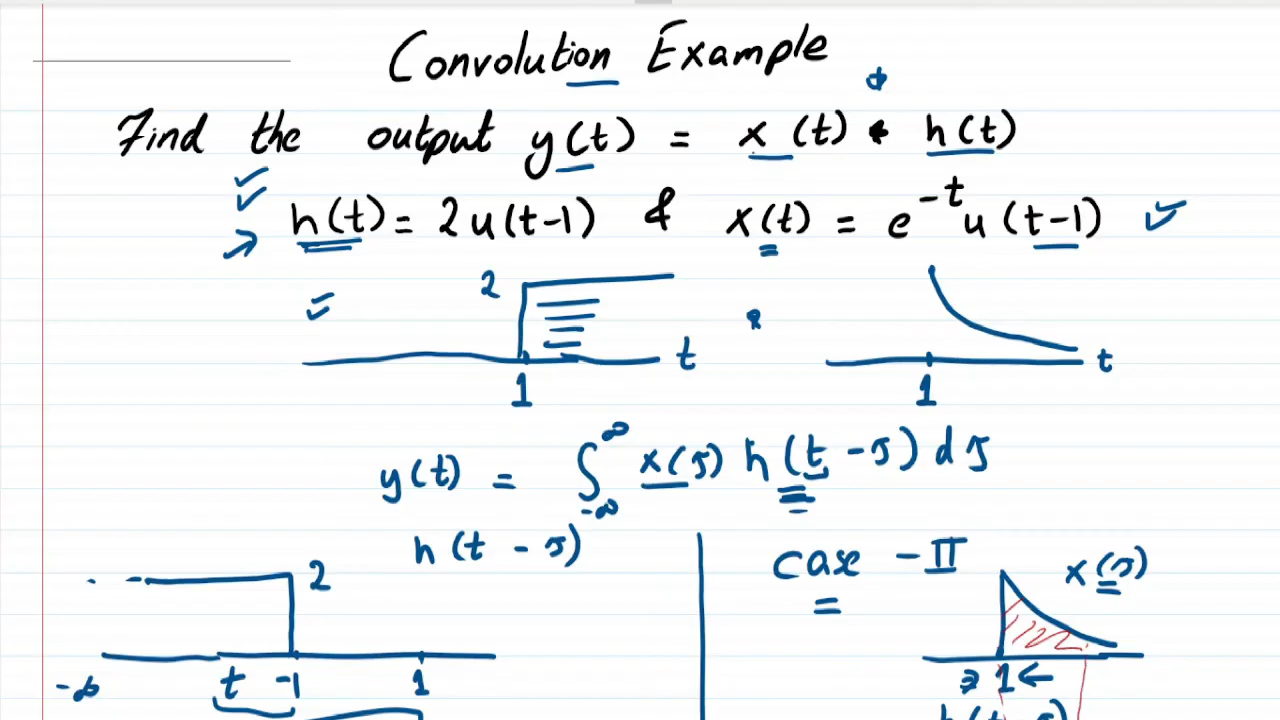 Convolution Example
Find the output y(t) = x(t) * h(t)
h(t) = 2u(t-1) & x(t) = e^-t u(t-1)
2
* 
t
t
1
1
y(t) = ∫ ∞ -∞ x(τ) h(t-τ) dτ
h(t-τ)
case - II
x(τ)
2
-∞
t -1
1
1
h(t-τ)